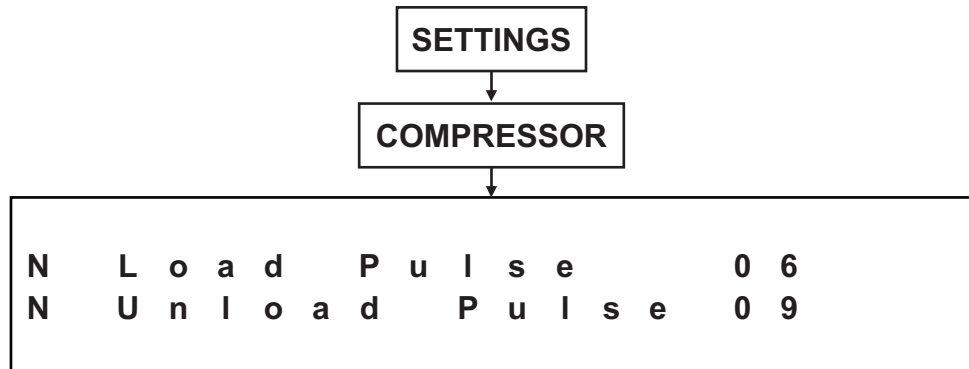 SETTINGS
COMPRESSOR
N Load Pulse 06
N Unload Pulse 09